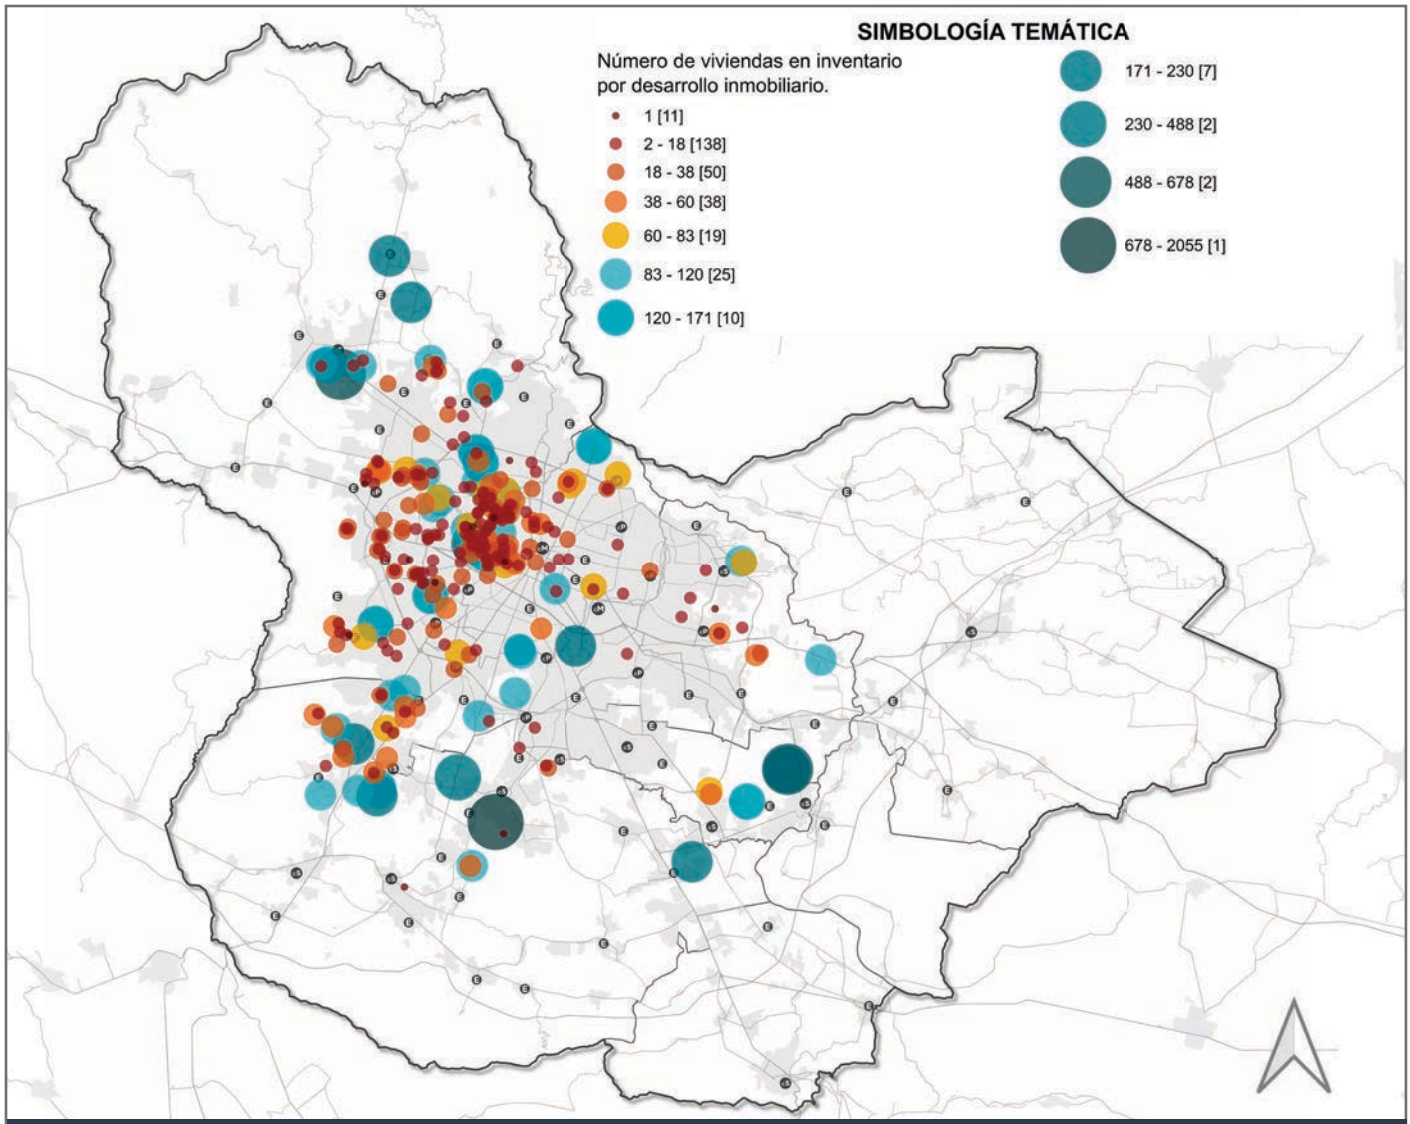 SIMBOLOGÍA TEMÁTICA
Número de viviendas en inventario
por desarrollo inmobiliario.
1 [11]
2 - 18 [138]
18 - 38 [50]
38 - 60 [38]
60 - 83 [19]
83 - 120 [25]
120 - 171 [10]
171 - 230 [7]
230 - 488 [2]
488 - 678 [2]
678 - 2055 [1]